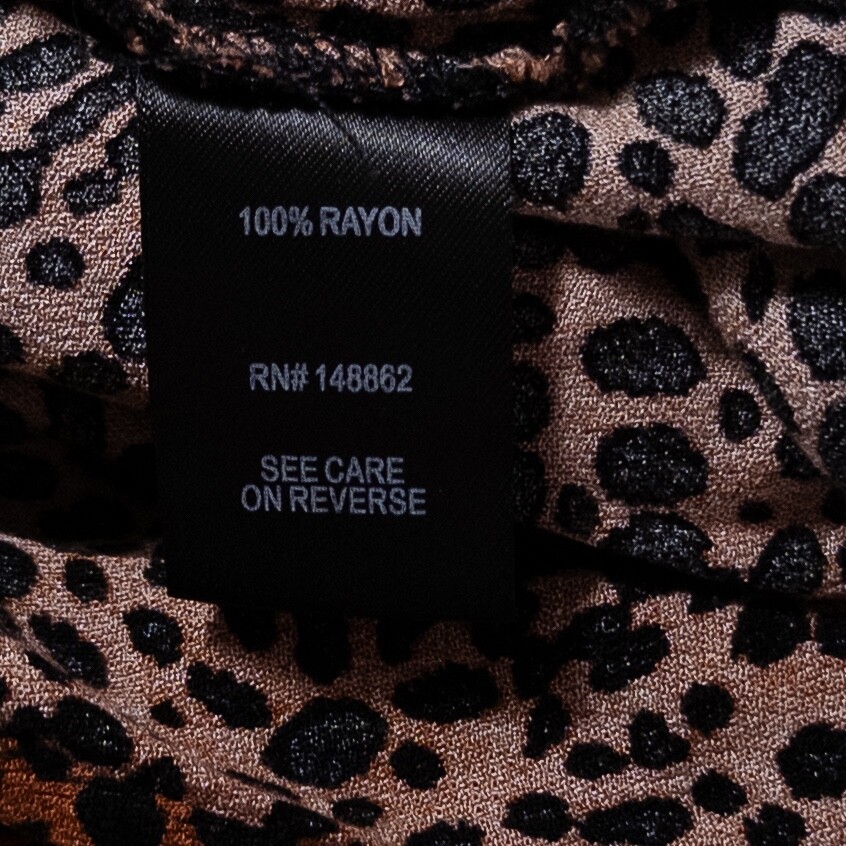 100% RAYON
RN# 148862
SEE CARE
ON REVERSE